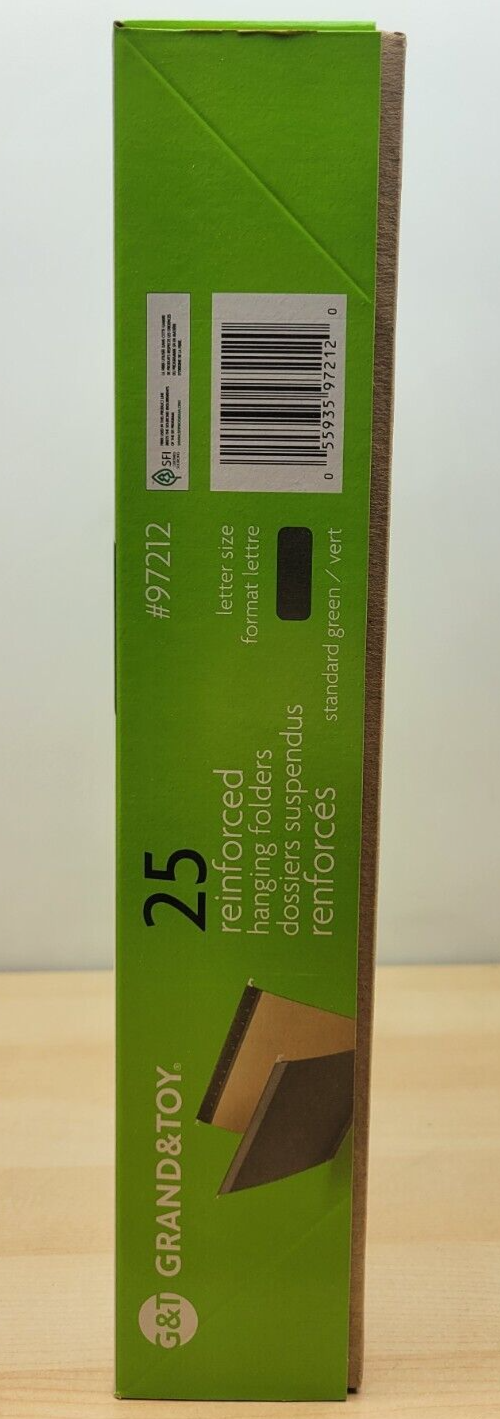 G&T GRAND&TOY®
25
reinforced
hanging folders
dossiers suspendus
renforcés
#97212
letter size
format lettre
standard green / vert
SFI
0 55935 97212 0